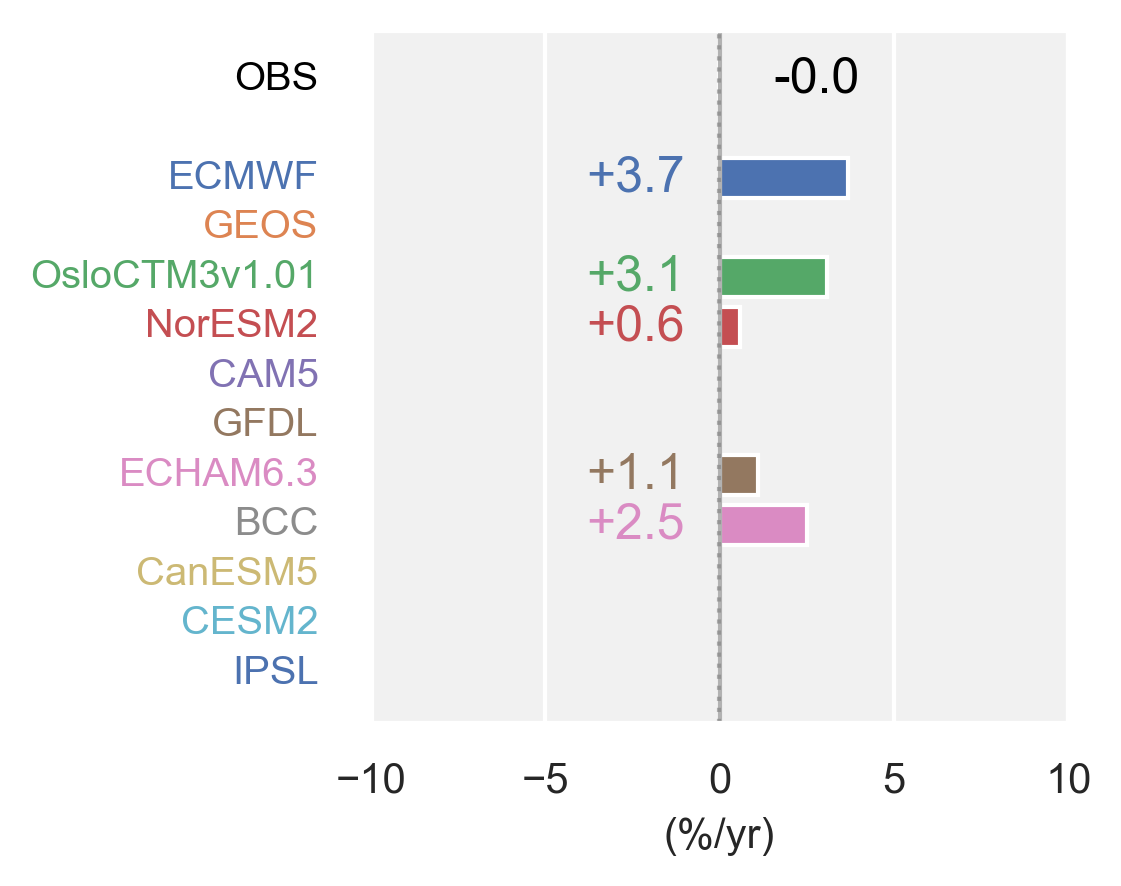 OBS -0.0
ECMWF +3.7
GEOS
OsloCTM3v1.01 +3.1
NorESM2 +0.6
CAM5
GFDL
ECHAM6.3 +1.1
BCC +2.5
CanESM5
CESM2
IPSL
−10 −5 0 5 10
(%/yr)